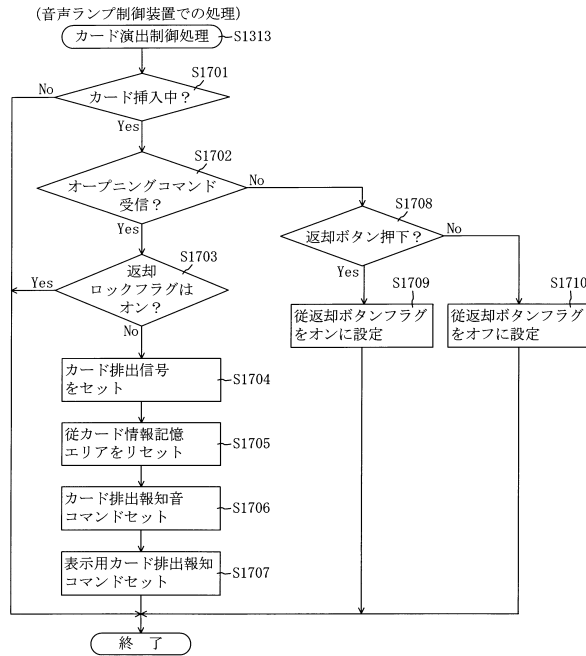 (音声ランプ制御装置での処理)
カード演出制御処理
S1313
S1701
No
カード挿入中？
Yes
S1702
オープニングコマンド
受信？
No
Yes
S1708
返却ボタン押下？
No
Yes
S1703
返却
ロックフラグは
オン？
Yes
No
S1709
従返却ボタンフラグ
をオンに設定
S1710
従返却ボタンフラグ
をオフに設定
カード排出信号
をセット
S1704
従カード情報記憶
エリアをリセット
S1705
カード排出報知音
コマンドセット
S1706
表示用カード排出報知
コマンドセット
S1707
終 了